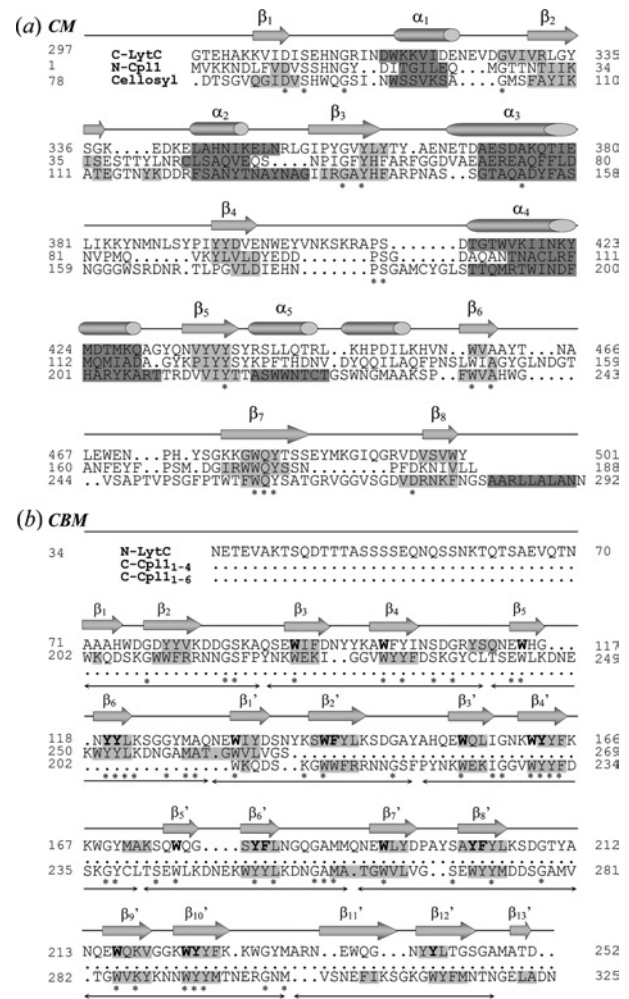 (a) CM
β1 α1 β2
297 C-LytC GTEHAKKVIDISEHNGRINDWKKVIDENEVDGVIVRLGY 335
1 N-Cpl1 MVKKNDLFVDVSSHNGY..DITGILEQ...MGTTNTIIK 34
78 Cellosyl .DTSGVQGIDVSHWQGSI.NWSSVKSA....GMSFAYIK 110
α2 β3 α3
336 SGK....EDKELAHNIKELNRLGIPYGVYLYTY.AENETDAESDAKQTIE 380
35 ISESTTYLNRCLSAQVEQS....NPIGFYHFARFGGDVAEAEREAQFFLD 80
111 ATEGTNYKDDRFSANYTNAYNAGIIRGAYHFARPNAS..SGTAQADYFAS 158
β4 α4
381 LIKKYNMNLSYPIYYDVENWEYVNKSKRAPS........DTGTWVKIINKY 423
81 NVPMQ.....VKYLVLDYEDD...PSG........DAQANTNACLRF 111
159 NGGGWSRDNR.TLPGVLDIEHN....PSGAMCYGLSTTQMRTWINDF 200
β5 α5 β6
424 MDTMKQAGYQNVYVYSYRSLLQTRL..KHPDILKHVN..WVAAYT..NA 466
112 MQMIADA.GYKPIYYSYKPFTHDNV.DYQQILAQFPNSLWIAGYGLNDGT 159
201 HARYKARTTRDVVIYTTASWWNTCTGSWNGMAAKSP..FWVAHWG.... 243
β7 β8
467 LEWEN...PH.YSGKKGWQYTSSEYMKGIQGRVDVSVWY 501
160 ANFEYF..PSM.DGIRWWQYSSN.....PFDKNIVLL 188
244 VSAPTVPSGFPTWTFWQYSATGRVGGVSGDVDRNKFNGSAARLLALANN 292
(b) CBM
34 N-LytC NETEVAKTSQDTTTASSSSEQNQSSNKTQTSAEVQTN 70
C-Cpl11-4
C-Cpl11-6
β1 β2 β3 β4 β5
71 AAAHWDGDYYVKDDGSKAQSEWIFDNYYKAWFYINSDGRYSQNEWHG... 117
202 WKQDSKGWWFRRNNGSFPYNKWEKI.GGVWYYFDSKGYCLTSEWLKDNE 249
β6 β1' β2' β3' β4'
118 .NYYLKSGGYMAQNEWIYDSNYKSWFYLKSDGAYAHQEWQLIGNKWYYFK 166
250 KWYYLKDNGAMAT.GWVLVGS 269
202 WKQDS.KGWWFRRNNGSFPYNKWEKIGGVWYYFD 234
β5' β6' β7' β8'
167 KWGYMAKSQWQG...SYFLNGQGAMMQNEWLYDPAYSAYFYLKSDGTYA 212
235 SKGYCLTSEWLKDNEKWYYLKDNGAMA.TGWVLVG..SEWYYMDDSGAMV 281
β9' β10' β11' β12' β13'
213 NQEWQKVGGKWYYFK.KWGYMARN...EWQG...NYYLTGSGAMATD.. 252
282 .TGWVKYKNNWYYMTNERGNM.VSNEFIKSGKGWYFMNTNGELADN 325